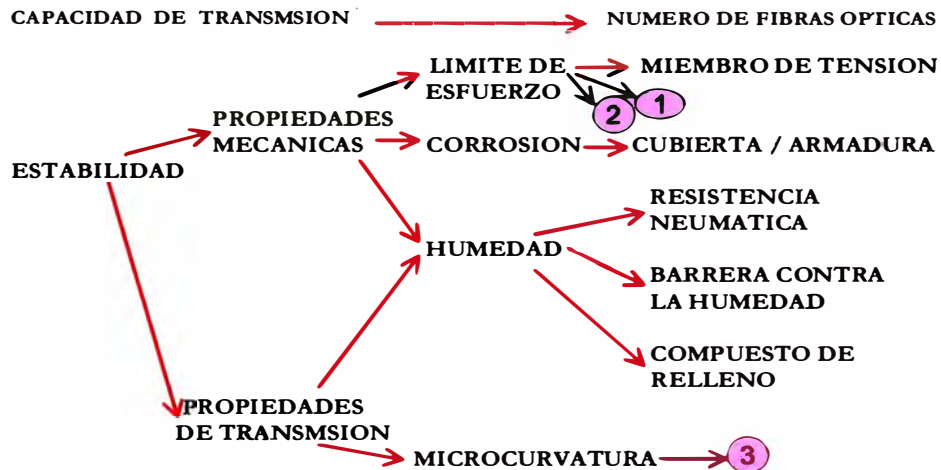 CAPACIDAD DE TRANSMSION
NUMERO DE FIBRAS OPTICAS
LIMITE DE
ESFUERZO
MIEMBRO DE TENSION
2
1
PROPIEDADES
MECANICAS
CORROSION
CUBIERTA / ARMADURA
ESTABILIDAD
RESISTENCIA
NEUMATICA
HUMEDAD
BARRERA CONTRA
LA HUMEDAD
COMPUESTO DE
RELLENO
PROPIEDADES
DE TRANSMSION
MICROCURVATURA
3